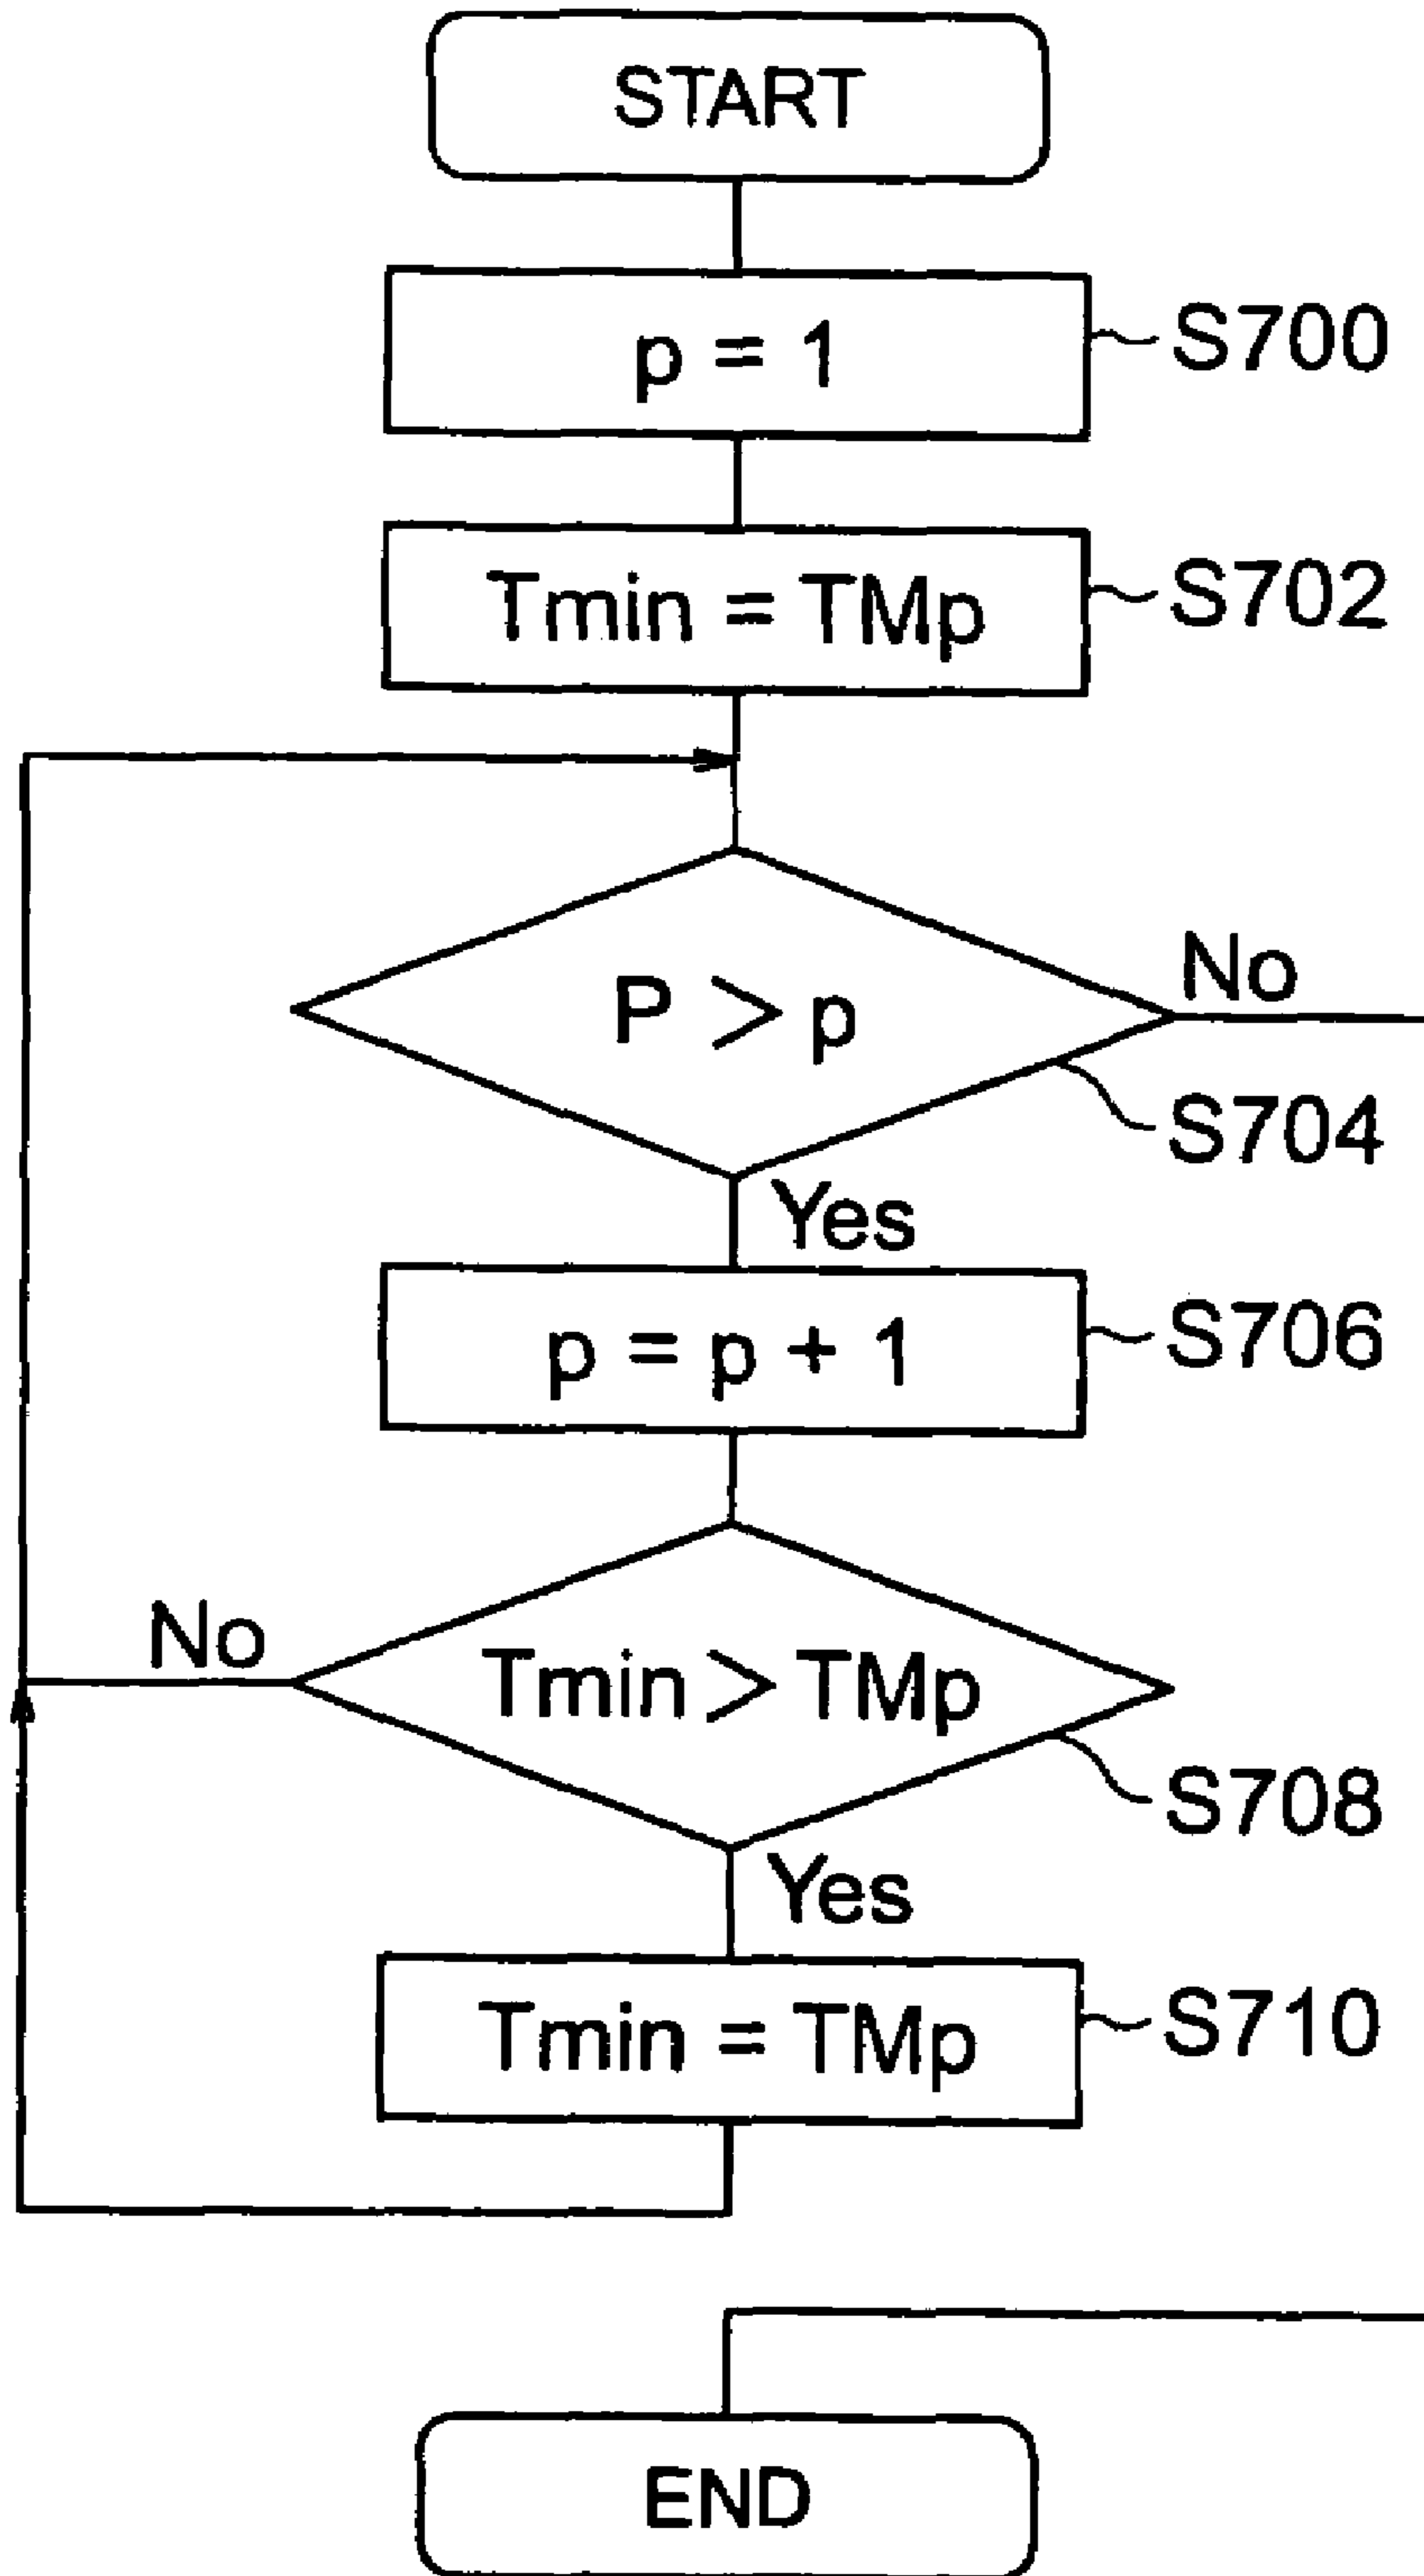 START
p = 1
S700
Tmin = TMp
S702
P > p
No
S704
Yes
p = p + 1
S706
No
Tmin > TMp
S708
Yes
Tmin = TMp
S710
END